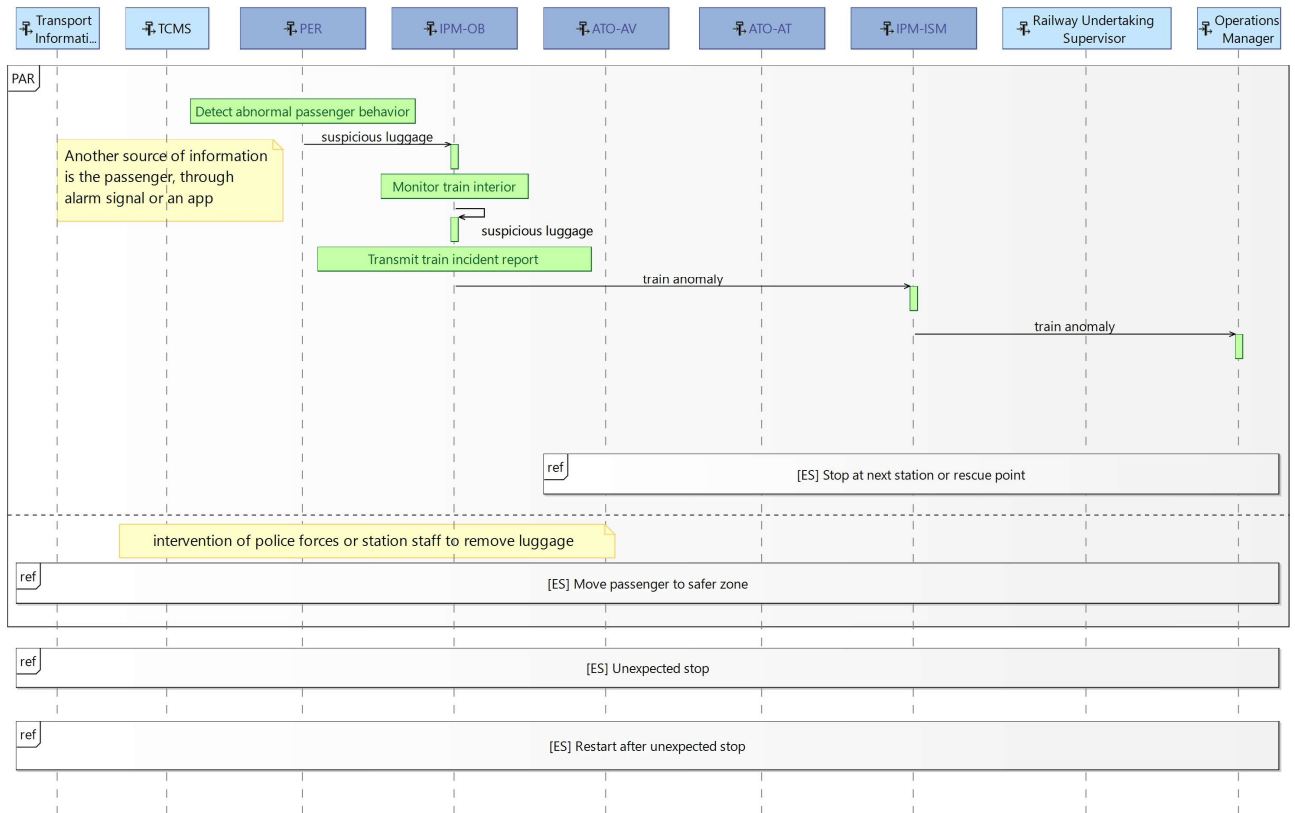 Transport
Informati...
TCMS
PER
IPM-OB
ATO-AV
ATO-AT
IPM-ISM
Railway Undertaking
Supervisor
Operations
Manager
PAR
Detect abnormal passenger behavior
suspicious luggage
Another source of information
is the passenger, through
alarm signal or an app
Monitor train interior
suspicious luggage
Transmit train incident report
train anomaly
train anomaly
ref
[ES] Stop at next station or rescue point
intervention of police forces or station staff to remove luggage
ref
[ES] Move passenger to safer zone
ref
[ES] Unexpected stop
ref
[ES] Restart after unexpected stop